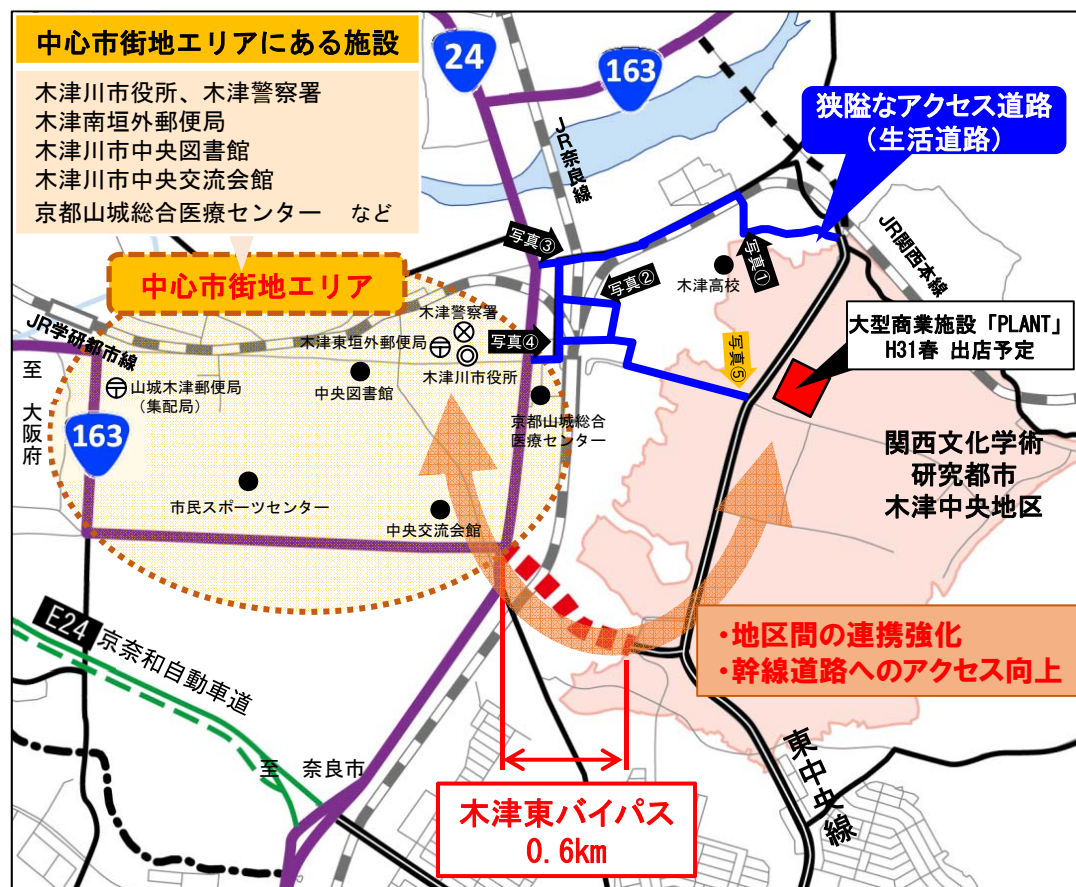 中心市街地エリアにある施設
木津川市役所、木津警察署
木津南垣外郵便局
木津川市中央図書館
木津川市中央交流会館
京都山城総合医療センター　など
24
163
JR奈良線
狭隘なアクセス道路
（生活道路）
中心市街地エリア
写真③
写真②
写真①
木津高校
JR関西本線
JR学研都市線
木津警察署
木津東垣外郵便局
写真④
木津川市役所
写真⑤
大型商業施設「PLANT」
H31春 出店予定
至　大阪府
山城木津郵便局
（集配局）
中央図書館
京都山城総合
医療センター
163
関西文化学術
研究都市
木津中央地区
市民スポーツセンター
中央交流会館
E24
京奈和自動車道
・地区間の連携強化
・幹線道路へのアクセス向上
至　奈良市
東中央線
木津東バイパス
0.6km